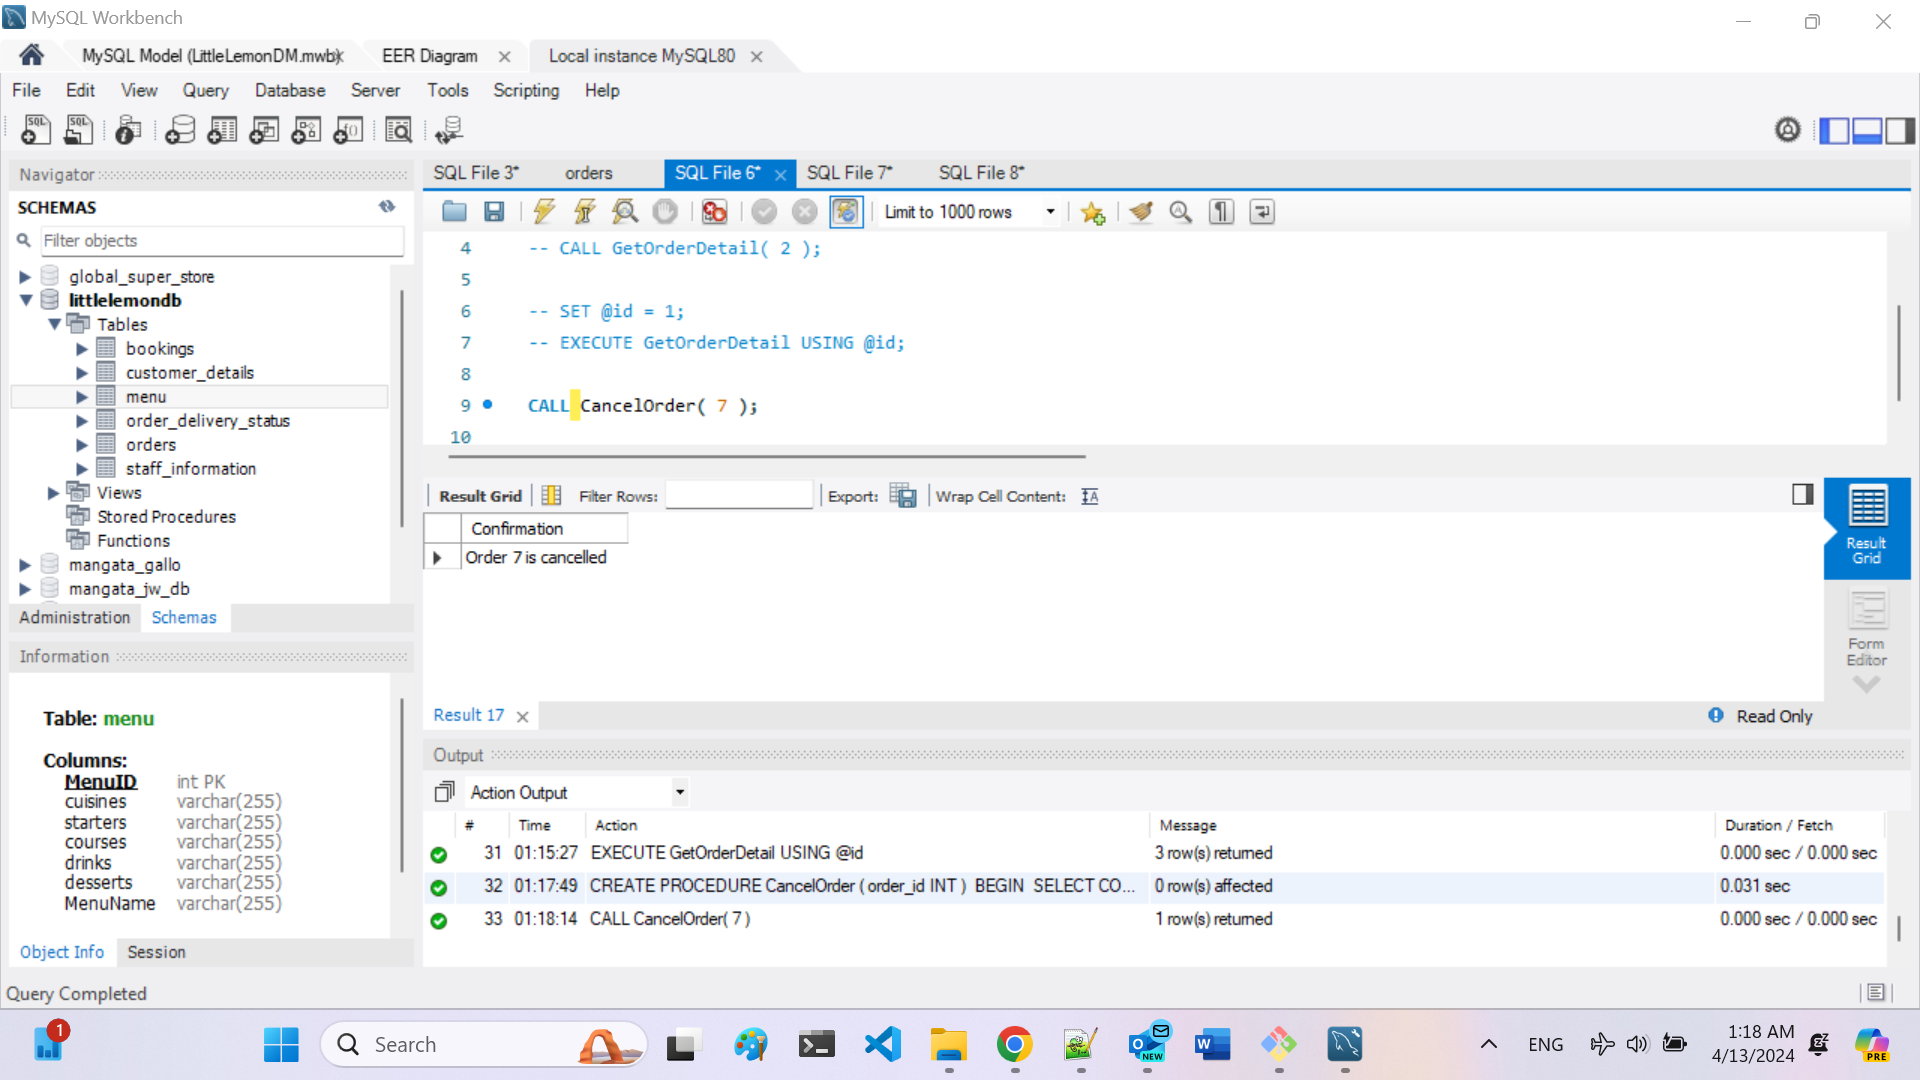 MySQL Workbench
MySQL Model (LittleLemonDM.mwb)
EER Diagram
Local instance MySQL80
File Edit View Query Database Server Tools Scripting Help
Navigator
SCHEMAS
Filter objects
global_super_store
littlelemondb
Tables
bookings
customer_details
menu
order_delivery_status
orders
staff_information
Views
Stored Procedures
Functions
mangata_gallo
mangata_jw_db
Administration Schemas
Information
Table: menu
Columns:
MenuID int PK
cuisines varchar(255)
starters varchar(255)
courses varchar(255)
drinks varchar(255)
desserts varchar(255)
MenuName varchar(255)
Object Info Session
SQL File 3* orders SQL File 6* SQL File 7* SQL File 8*
Limit to 1000 rows
4 -- CALL GetOrderDetail( 2 );
5
6 -- SET @id = 1;
7 -- EXECUTE GetOrderDetail USING @id;
8
9 CALL CancelOrder( 7 );
10
Result Grid Filter Rows: Export: Wrap Cell Content:
Confirmation
Order 7 is cancelled
Result Grid
Form Editor
Result 17
Read Only
Output
Action Output
# Time Action Message Duration / Fetch
31 01:15:27 EXECUTE GetOrderDetail USING @id 3 row(s) returned 0.000 sec / 0.000 sec
32 01:17:49 CREATE PROCEDURE CancelOrder ( order_id INT ) BEGIN SELECT CO... 0 row(s) affected 0.031 sec
33 01:18:14 CALL CancelOrder( 7 ) 1 row(s) returned 0.000 sec / 0.000 sec
Query Completed
1
Search
NEW
ENG
1:18 AM
4/13/2024
PRE